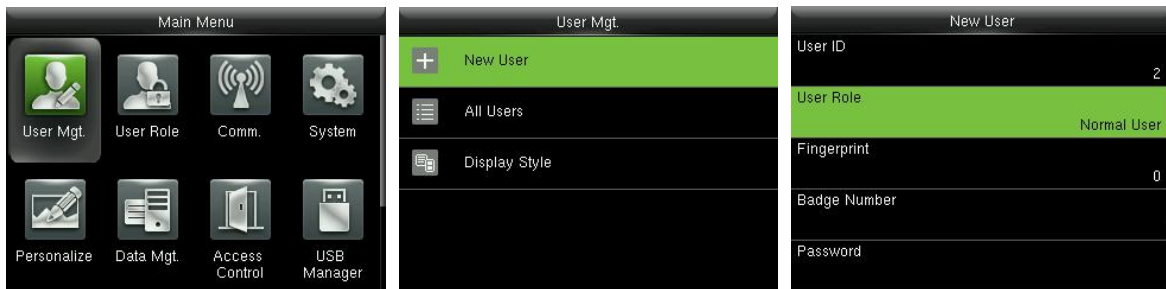 Main Menu
User Mgt.
User Role
Comm.
System
Personalize
Data Mgt.
Access
Control
USB
Manager
User Mgt.
New User
All Users
Display Style
New User
User ID
2
User Role
Normal User
Fingerprint
0
Badge Number
Password